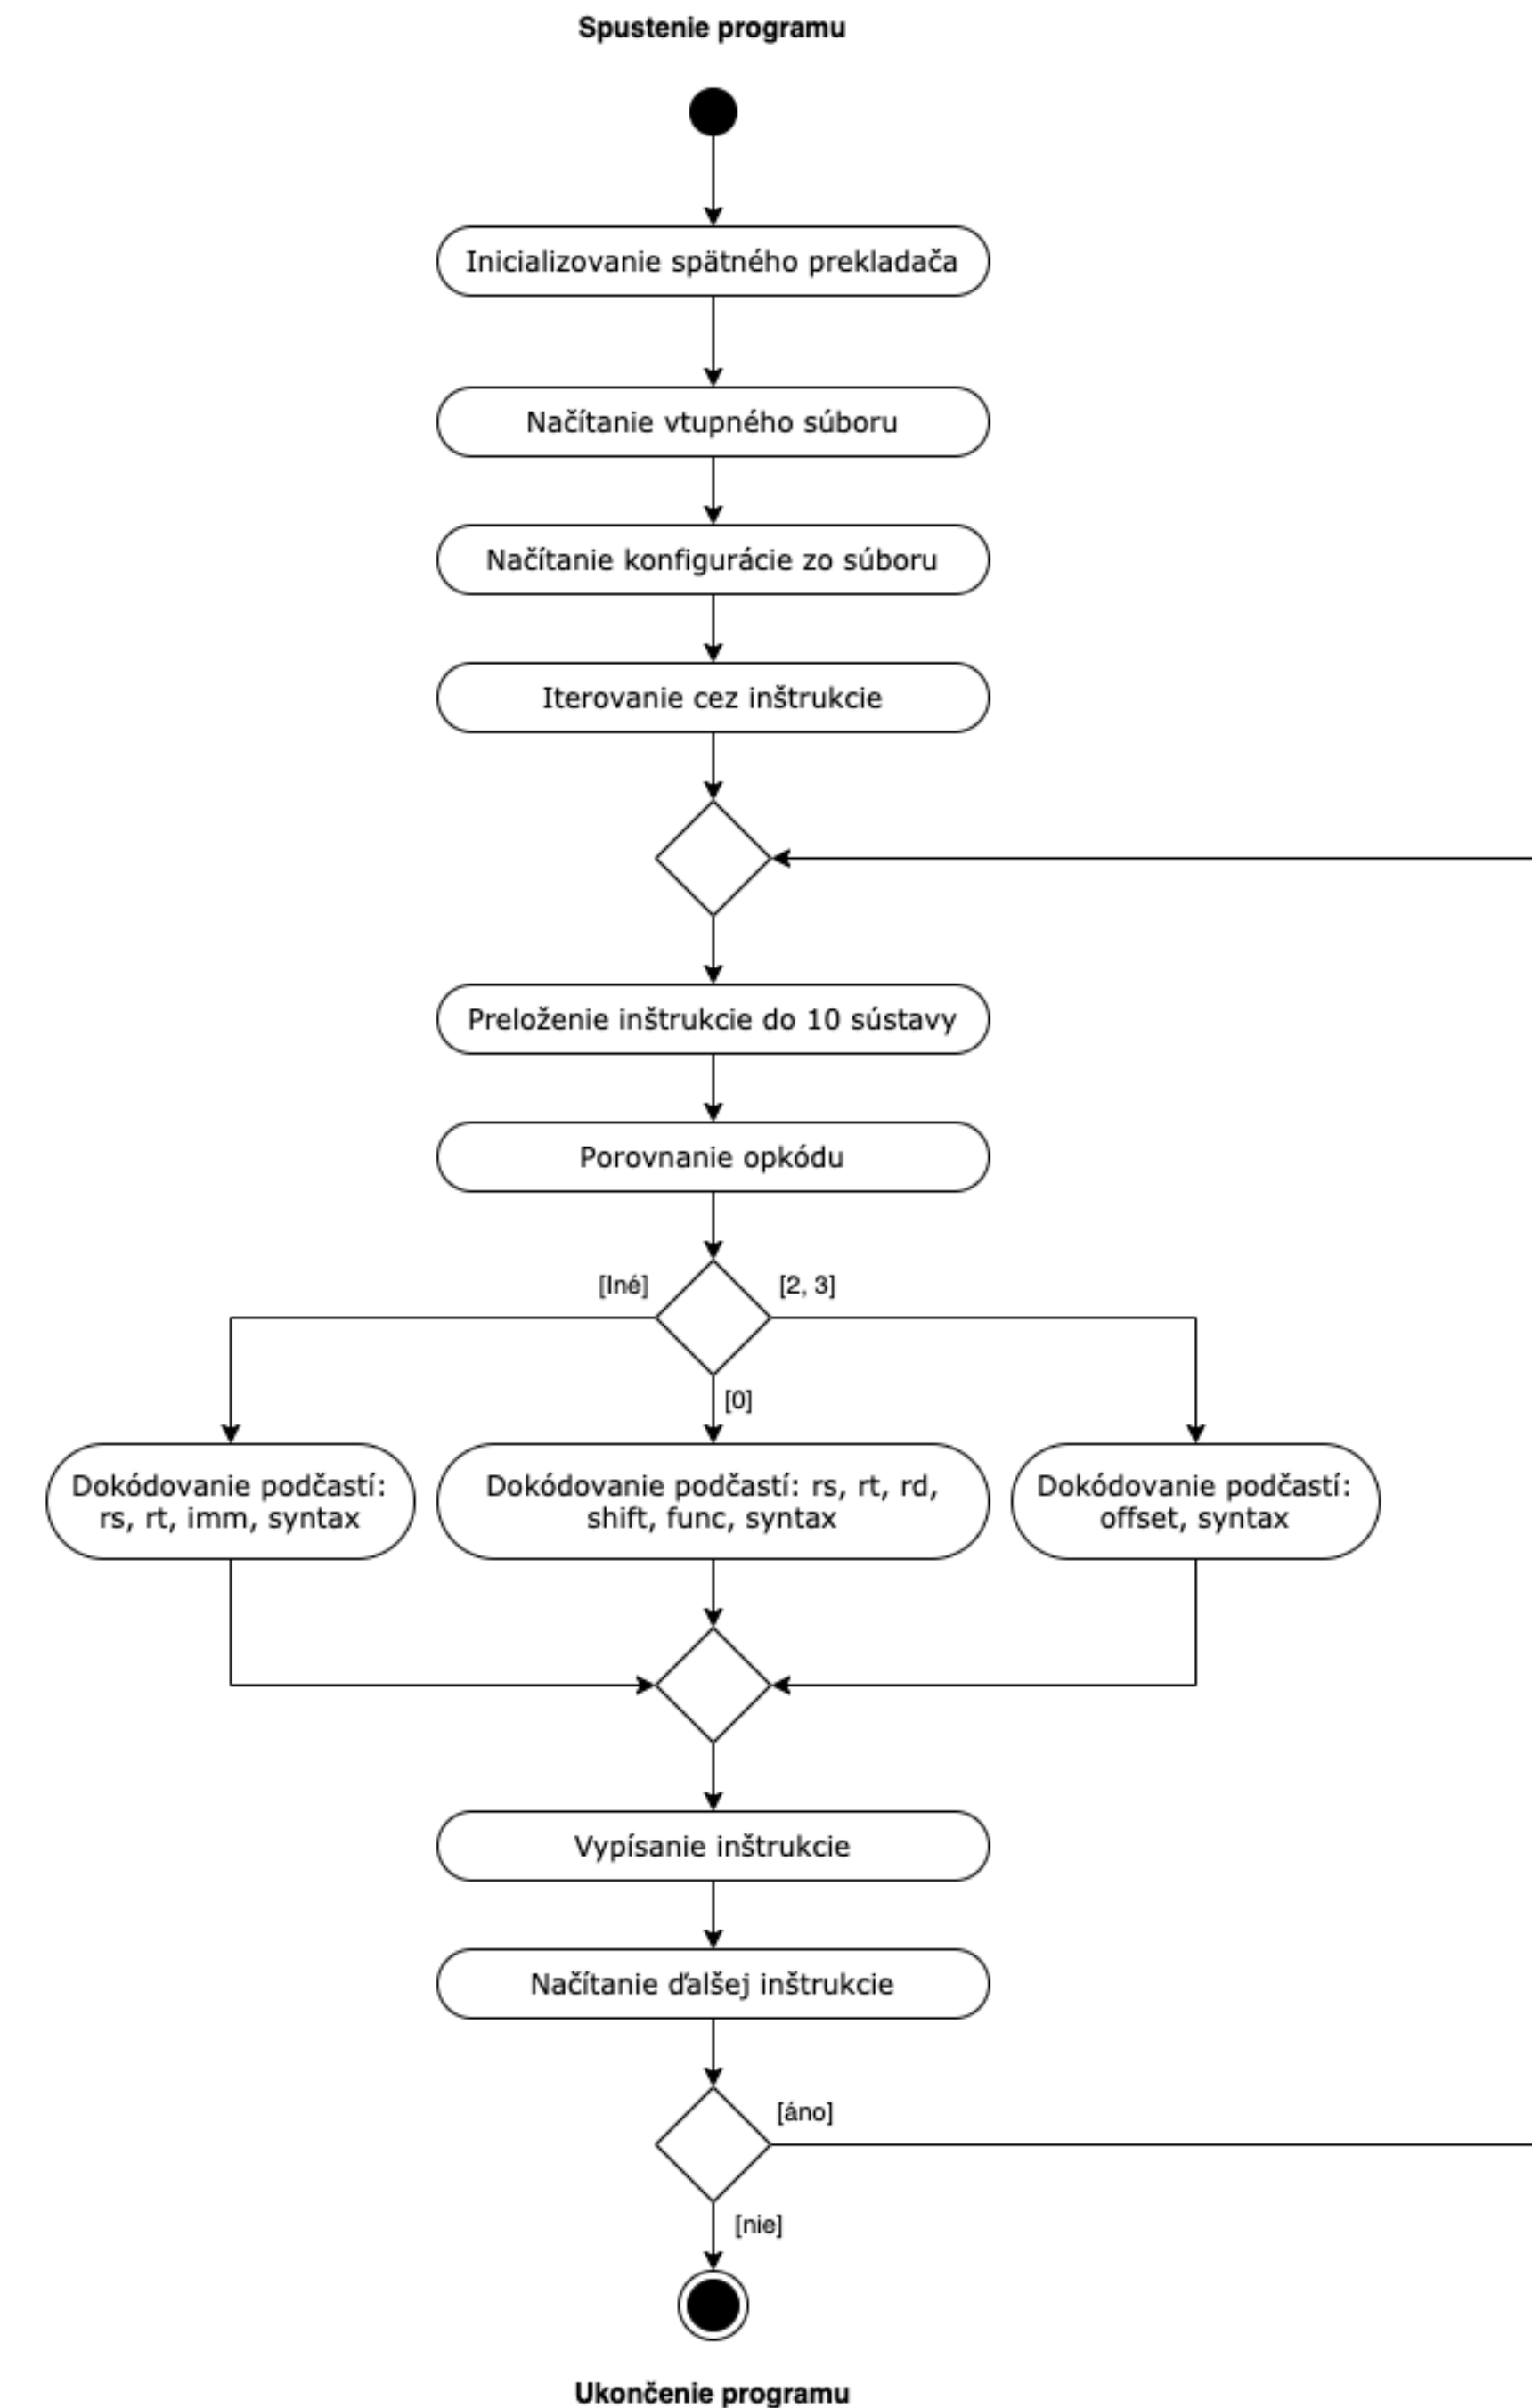 Spustenie programu
Inicializovanie spätného prekladača
Načítanie vtupného súboru
Načítanie konfigurácie zo súboru
Iterovanie cez inštrukcie
Preloženie inštrukcie do 10 sústavy
Porovnanie opkódu
[Iné]
[2, 3]
[0]
Dokódovanie podčastí:
rs, rt, imm, syntax
Dokódovanie podčastí: rs, rt, rd,
shift, func, syntax
Dokódovanie podčastí:
offset, syntax
Vypísanie inštrukcie
Načítanie ďalšej inštrukcie
[áno]
[nie]
Ukončenie programu